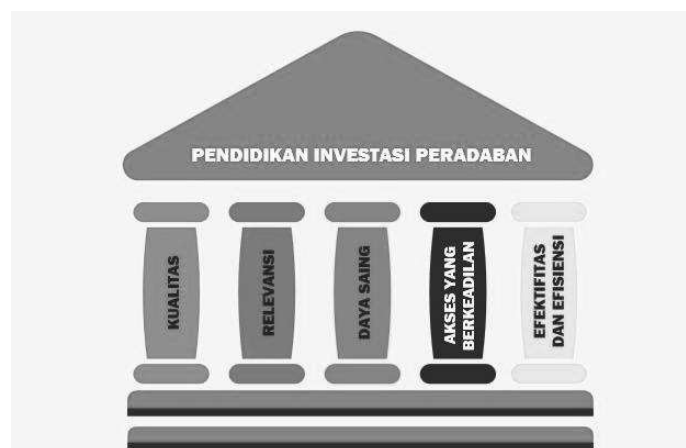 PENDIDIKAN INVESTASI PERADABAN
KUALITAS
RELEVANSI
DAYA SAING
AKSES YANG
BERKEADILAN
EFEKTIFITAS
DAN EFISIENSI